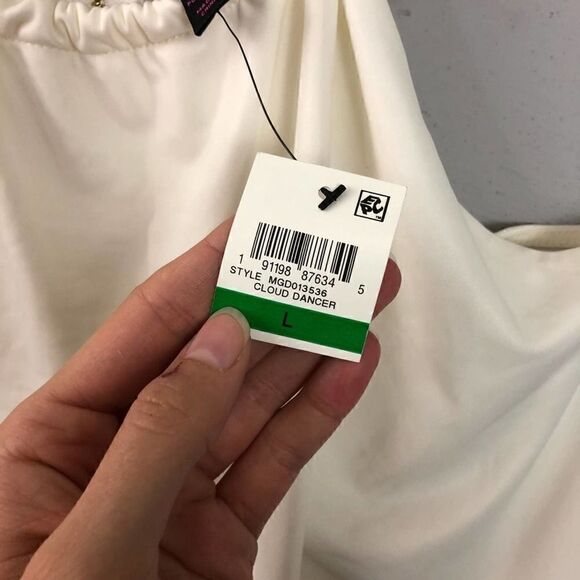 1 91198 87634 5
STYLE MGD013536
CLOUD DANCER
L